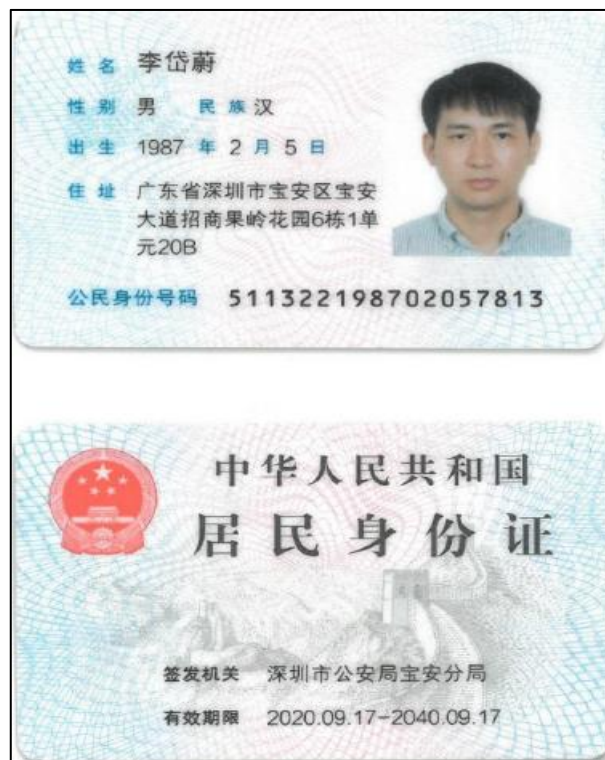 姓名 李岱蔚
性别 男 民族 汉
出生 1987 年 2 月 5 日
住址 广东省深圳市宝安区宝安
大道招商果岭花园6栋1单
元20B
公民身份号码 511322198702057813
中华人民共和国
居民身份证
签发机关 深圳市公安局宝安分局
有效期限 2020.09.17-2040.09.17